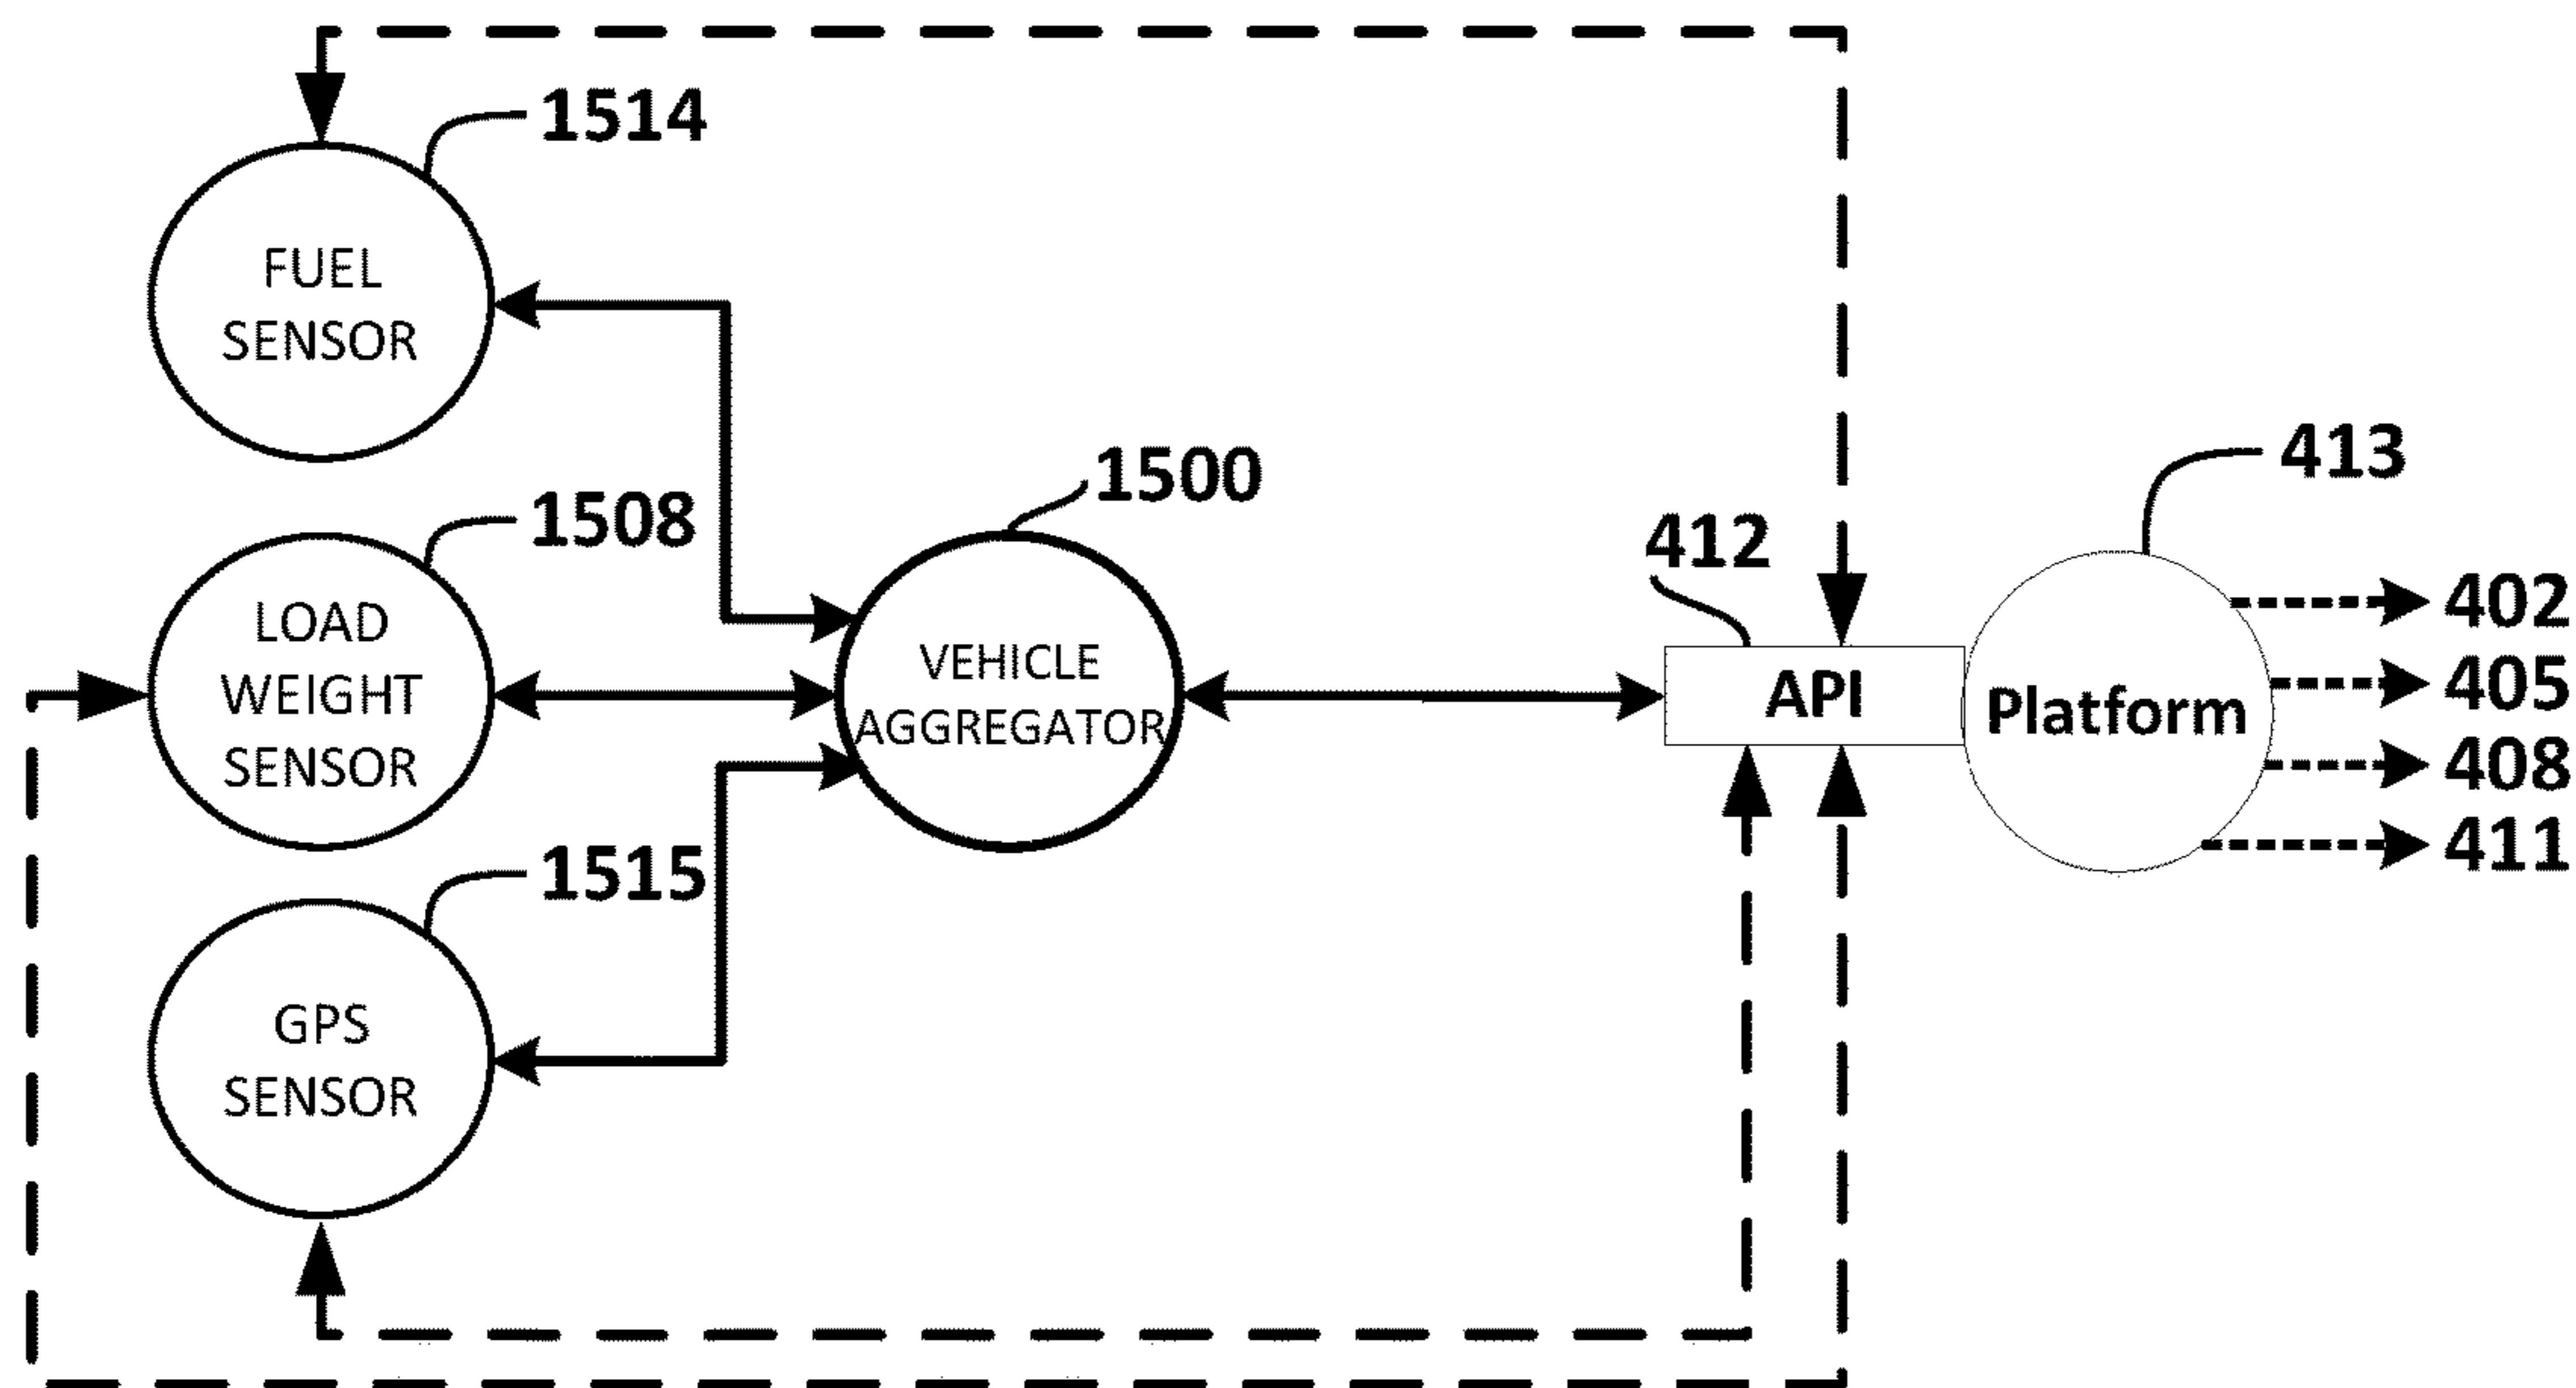 1514
FUEL
SENSOR
1508
LOAD
WEIGHT
SENSOR
1515
GPS
SENSOR
1500
VEHICLE
AGGREGATOR
412
API
413
Platform
402
405
408
411